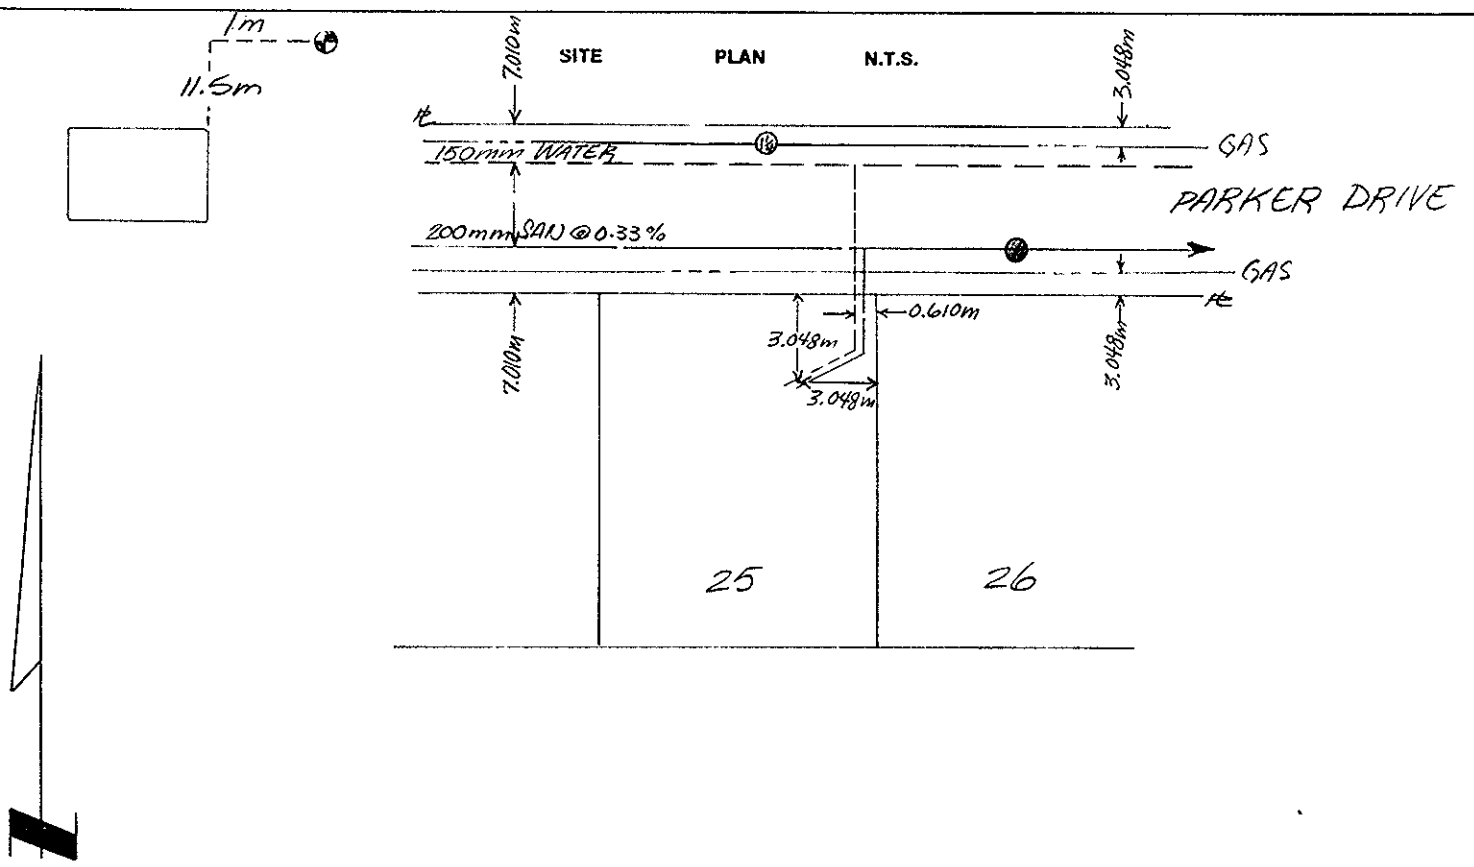 1m
11.5m
7.010m
SITE PLAN N.T.S.
3.048m
GAS
150mm WATER
PARKER DRIVE
200mm SAN @ 0.33%
GAS
0.610m
3.048m
7.010m
3.048m
3.048m
25
26